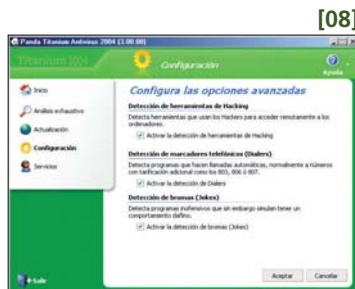 [08]
Panda Titanium Antivirus 2004 (3.00.00)
Titanium 2004
Configuración
Ayuda
Inicio
Análisis exhaustivo
Actualización
Configuración
Servicios
Configura las opciones avanzadas
Detección de herramientas de Hacking
Detecta herramientas que usan los Hackers para acceder remotamente a los
ordenadores.
Activar la detección de herramientas de Hacking
Detección de marcadores telefónicos (Dialers)
Detecta programas que hacen llamadas automáticas, normalmente a números
con tarificación adicional como los 803, 806 ó 807.
Activar la detección de Dialers
Detección de bromas (Jokes)
Detecta programas inofensivos que sin embargo simulan tener un
comportamiento dañino.
Activar la detección de bromas (Jokes)
Salir
Aceptar
Cancelar